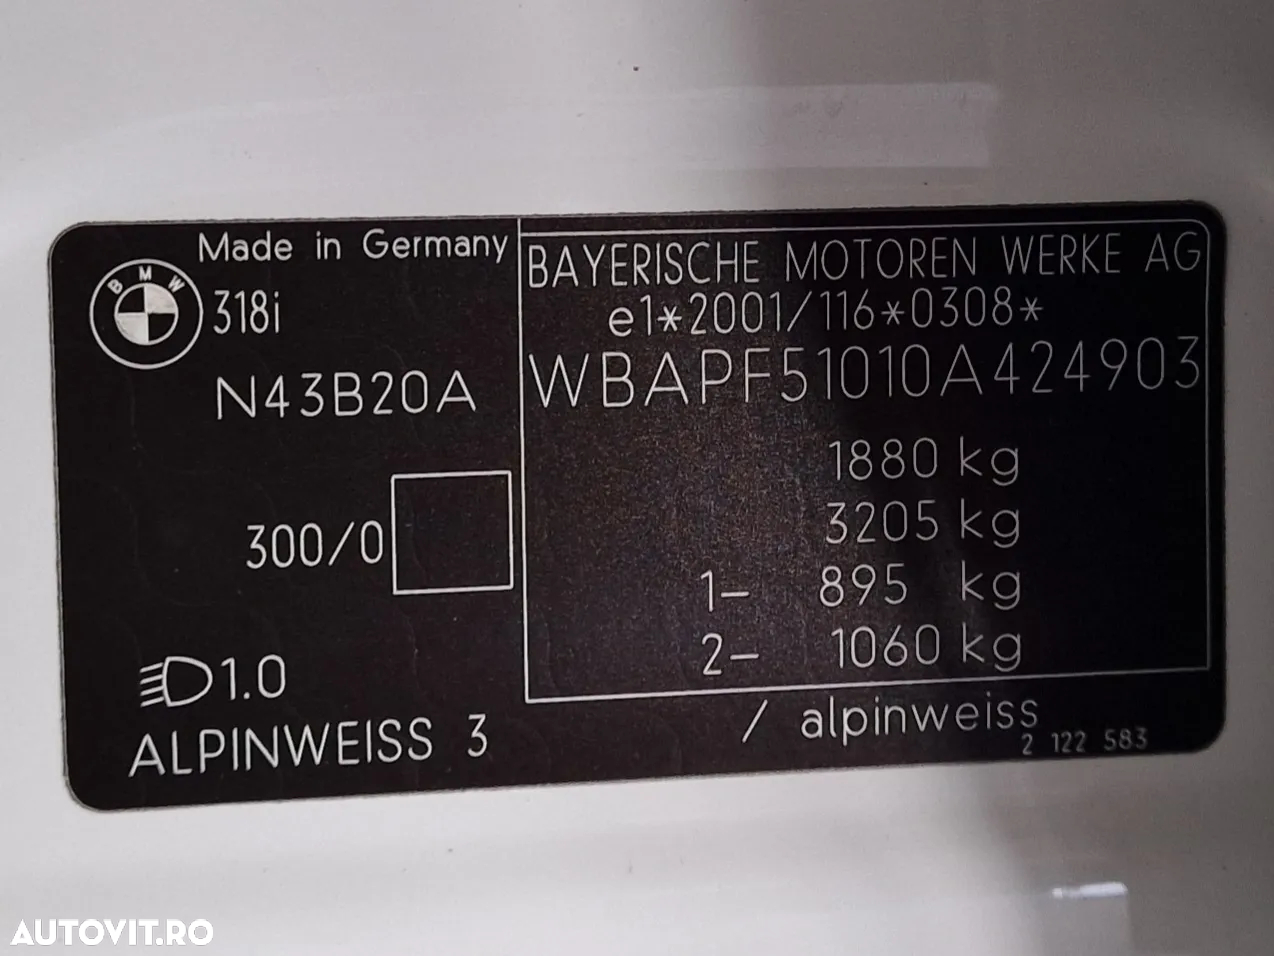 Made in Germany
BMW
318i
N43B20A
300/0
1.0
ALPINWEISS 3
BAYERISCHE MOTOREN WERKE AG
e1*2001/116*0308*
WBAPF51010A424903
1880 kg
3205 kg
1- 895 kg
2- 1060 kg
/ alpinweiss
2 122 583
AUTOVIT.RO